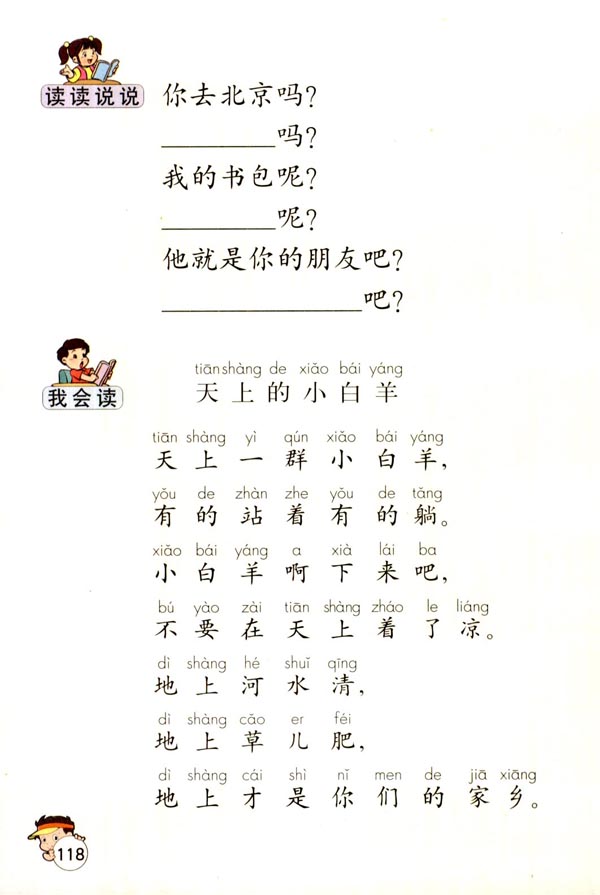 读读说说
你去北京吗？
________吗？
我的书包呢？
________呢？
他就是你的朋友吧？
______________吧？
我会读
tiān shàng de xiǎo bái yáng
天上的小白羊
tiān shàng yì qún xiǎo bái yáng
天上一群小白羊，
yǒu de zhàn zhe yǒu de tǎng
有的站着有的躺。
xiǎo bái yáng a xià lái ba
小白羊啊下来吧，
bú yào zài tiān shàng zháo le liáng
不要在天上着了凉。
dì shàng hé shuǐ qīng
地上河水清，
dì shàng cǎo er féi
地上草儿肥，
dì shàng cái shì nǐ men de jiā xiāng
地上才是你们的家乡。
118